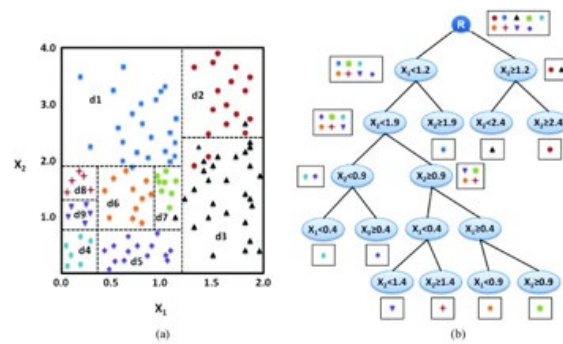 4.0
3.0
2.0
1.0
X₂
0.0
0.5
1.0
1.5
2.0
X₁
d1
d2
d8
d9
d6
d7
d3
d4
d5
(a)
R
X₁<1.2
X₁≥1.2
X₂<1.9
X₂≥1.9
X₂<2.4
X₂≥2.4
X₂<0.9
X₂≥0.9
X₁<0.4
X₁≥0.4
X₁<0.4
X₁≥0.4
X₂<1.4
X₂≥1.4
X₁<0.9
X₁≥0.9
(b)